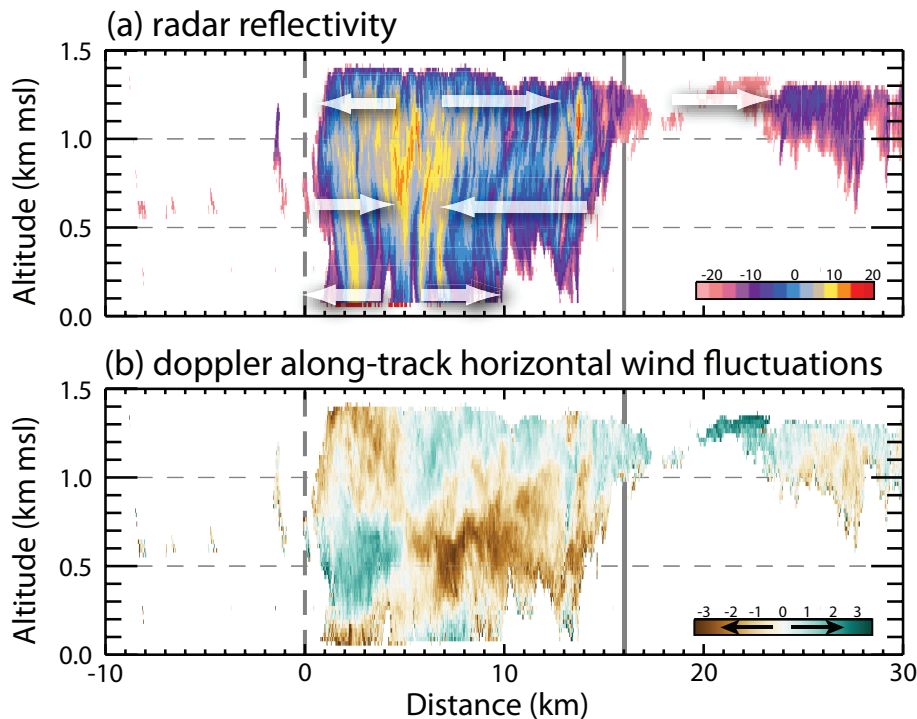 (a) radar reflectivity
1.5
1.0
0.5
0.0
Altitude (km msl)
-20 -10 0 10 20
(b) doppler along-track horizontal wind fluctuations
1.5
1.0
0.5
0.0
Altitude (km msl)
-3 -2 -1 0 1 2 3
-10 0 10 20 30
Distance (km)